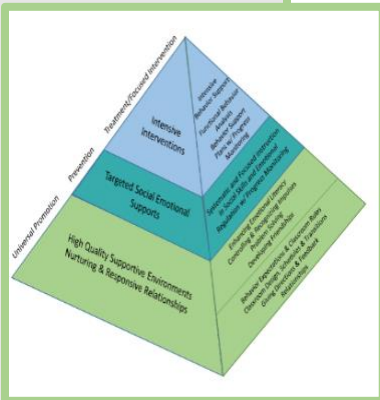 Treatment/Focused Intervention
Prevention
Universal Promotion
Intensive
Interventions
Targeted Social Emotional
Supports
High Quality Supportive Environments
Nurturing & Responsive Relationships
Intensive
Behavior Support
Functional Behavior
Analysis
Behavior Support
Plans w/ Progress
Monitoring
Systematic and Focused Instruction
in Social Skills and Emotional
Regulation w/ Progress Monitoring
Enhancing Emotional Literacy
Controlling & Recognizing Impulses
Problem Solving
Developing Friendships
Behavior Expectations & Classroom Rules
Classroom Design, Schedules & Transitions
Giving Directions & Feedback
Relationships